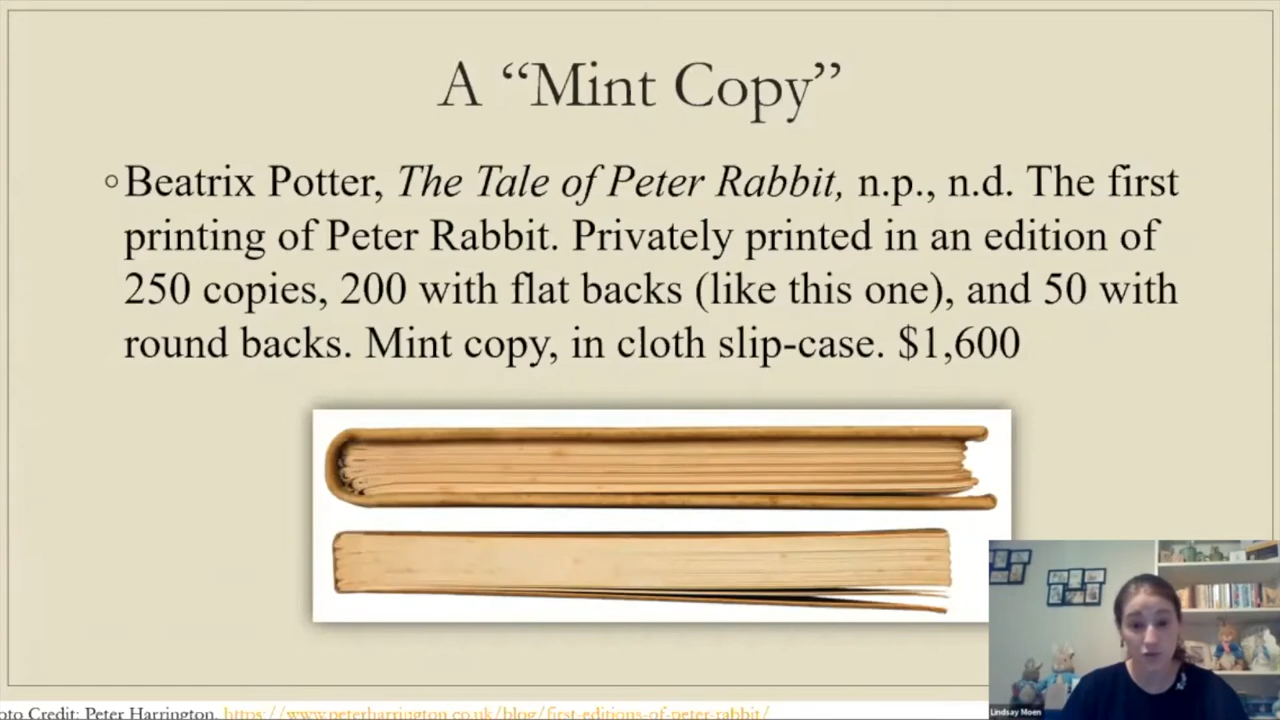 A “Mint Copy”
◦Beatrix Potter, The Tale of Peter Rabbit, n.p., n.d. The first
printing of Peter Rabbit. Privately printed in an edition of
250 copies, 200 with flat backs (like this one), and 50 with
round backs. Mint copy, in cloth slip-case. $1,600
Lindsay Moen
oto Credit: Peter Harrington, https://www.peterharrington.co.uk/blog/first-editions-of-peter-rabbit/